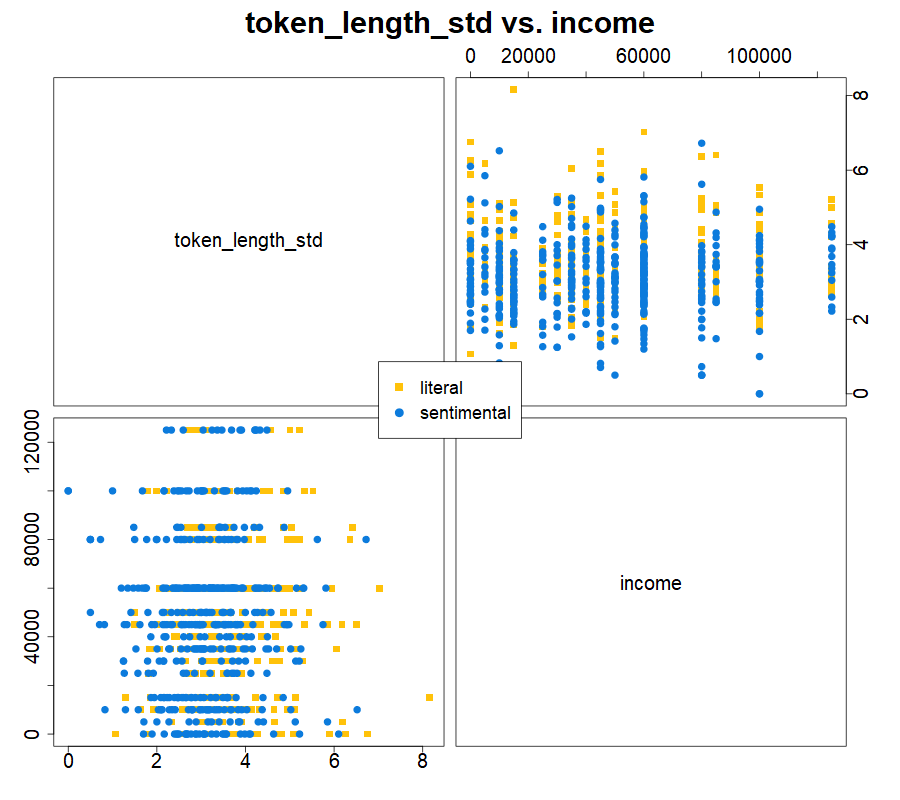 token_length_std vs. income
0 20000 60000 100000
token_length_std
0 2 4 6 8
literal
sentimental
0 40000 80000 120000
income
0 2 4 6 8